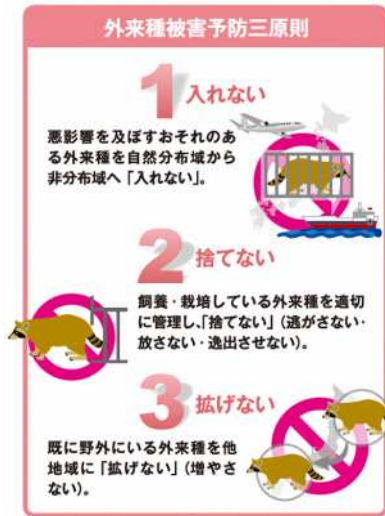 外来種被害予防三原則
1 入れない
悪影響を及ぼすおそれのあ
る外来種を自然分布域から
非分布域へ「入れない」。
2 捨てない
飼養・栽培している外来種を適切
に管理し、「捨てない」（逃がさない・
放さない・逸出させない）。
3 拡げない
既に野外にいる外来種を他
地域に「拡げない」（増やさ
ない）。